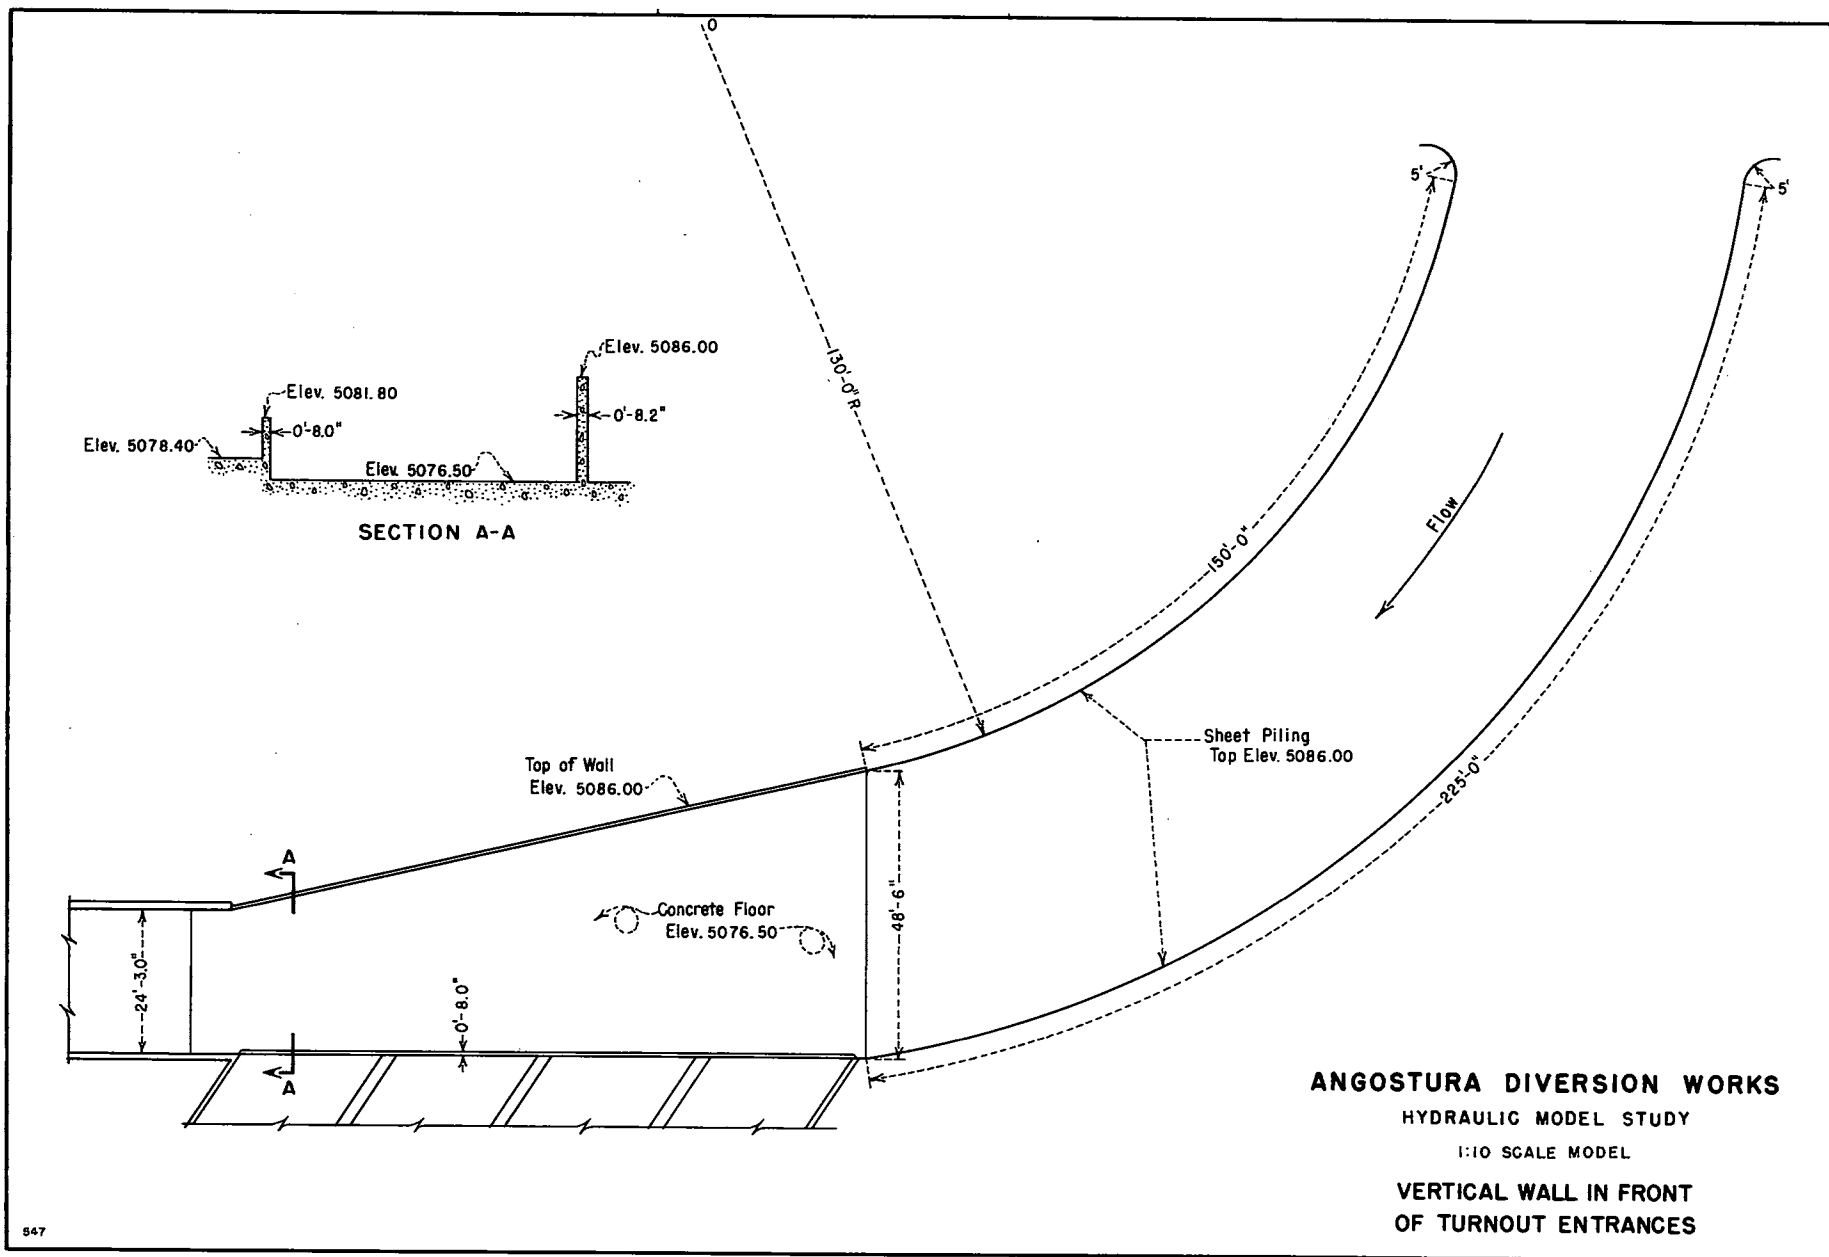 O
5'
5'
130'-0"R
Elev. 5086.00
Elev. 5081.80
0'-8.2"
0'-8.0"
Elev. 5078.40
Elev. 5076.50
SECTION A-A
Flow
150'-0"
Sheet Piling
Top Elev. 5086.00
225'-0"
Top of Wall
Elev. 5086.00
A
48'-6"
Concrete Floor
Elev. 5076.50
24'-3.0"
0'-8.0"
A
ANGOSTURA DIVERSION WORKS
HYDRAULIC MODEL STUDY
1:10 SCALE MODEL
VERTICAL WALL IN FRONT
OF TURNOUT ENTRANCES
547